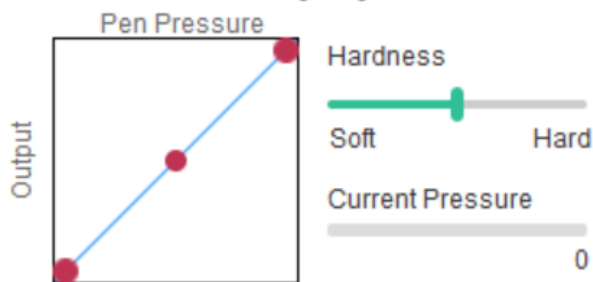 Pen Pressure
Output
Hardness
Soft
Hard
Current Pressure
0